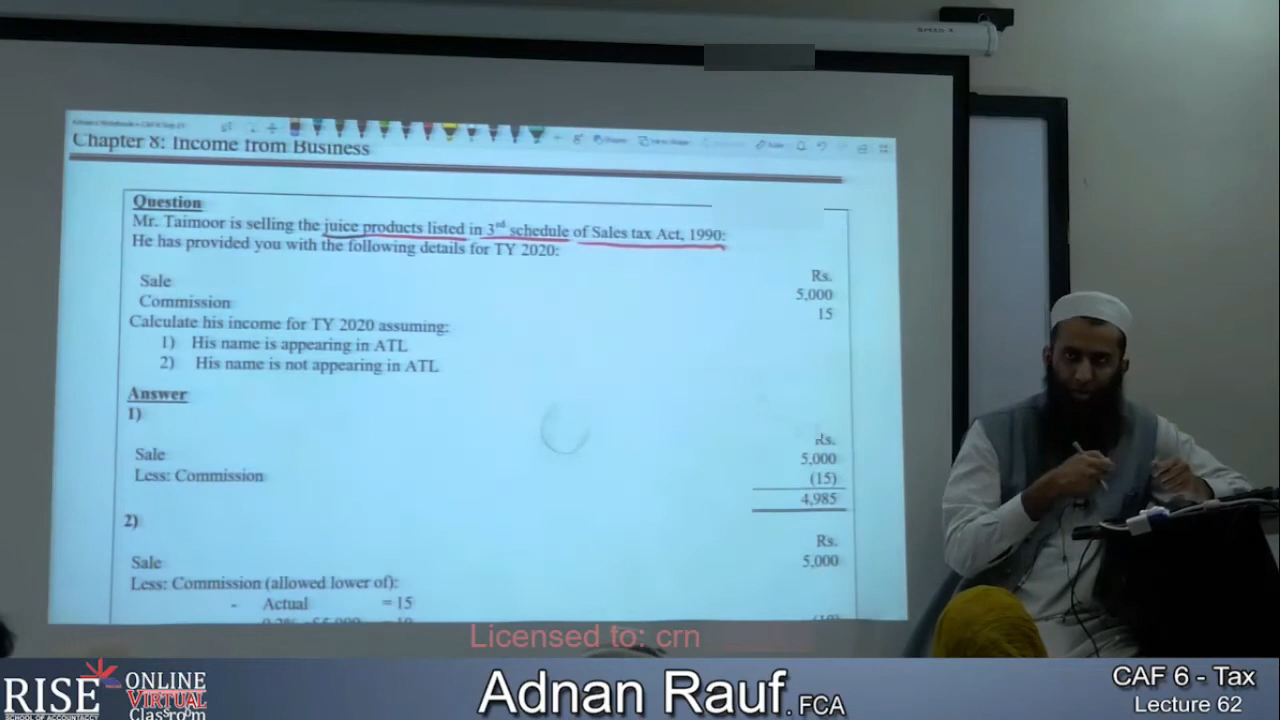 Chapter 8: Income from Business
Question
Mr. Taimoor is selling the juice products listed in 3rd schedule of Sales tax Act, 1990:
He has provided you with the following details for TY 2020:
Rs.
Sale 5,000
Commission 15
Calculate his income for TY 2020 assuming:
1) His name is appearing in ATL
2) His name is not appearing in ATL
Answer
1)
Rs.
Sale 5,000
Less: Commission (15)
4,985
2)
Rs.
Sale 5,000
Less: Commission (allowed lower of):
- Actual = 15
Licensed to: crn
RISE ONLINE
SCHOOL OF ACCOUNTANCY VIRTUAL
Classroom
Adnan Rauf. FCA
CAF 6 - Tax
Lecture 62